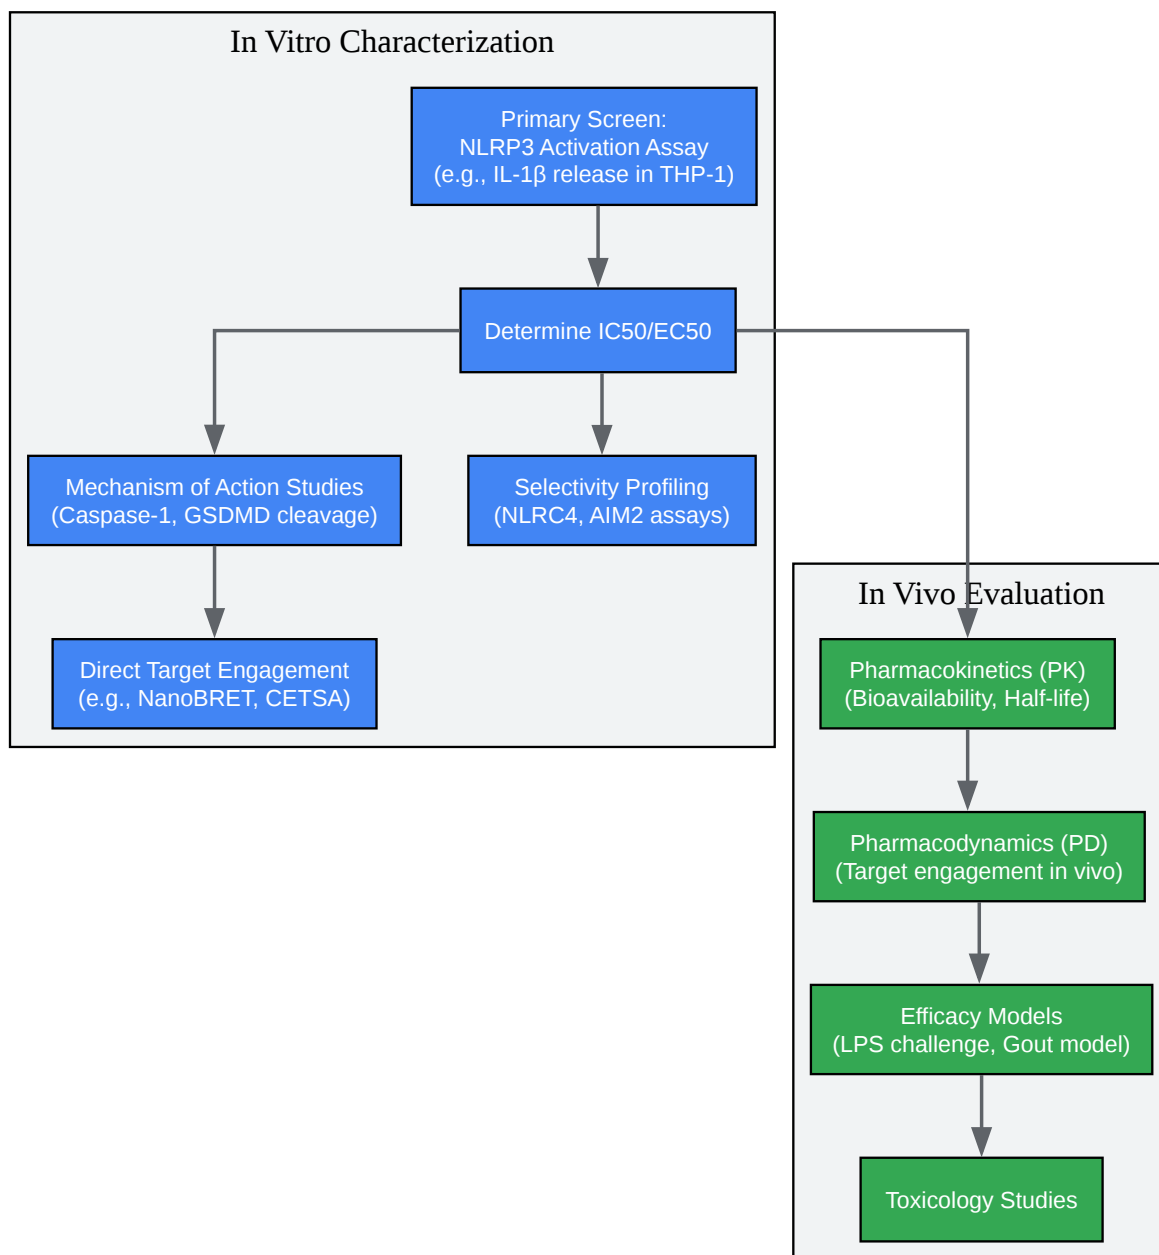 In Vitro Characterization
Primary Screen:
NLRP3 Activation Assay
(e.g., IL-1β release in THP-1)
Determine IC50/EC50
Mechanism of Action Studies
(Caspase-1, GSDMD cleavage)
Selectivity Profiling
(NLRC4, AIM2 assays)
Direct Target Engagement
(e.g., NanoBRET, CETSA)
In Vivo Evaluation
Pharmacokinetics (PK)
(Bioavailability, Half-life)
Pharmacodynamics (PD)
(Target engagement in vivo)
Efficacy Models
(LPS challenge, Gout model)
Toxicology Studies